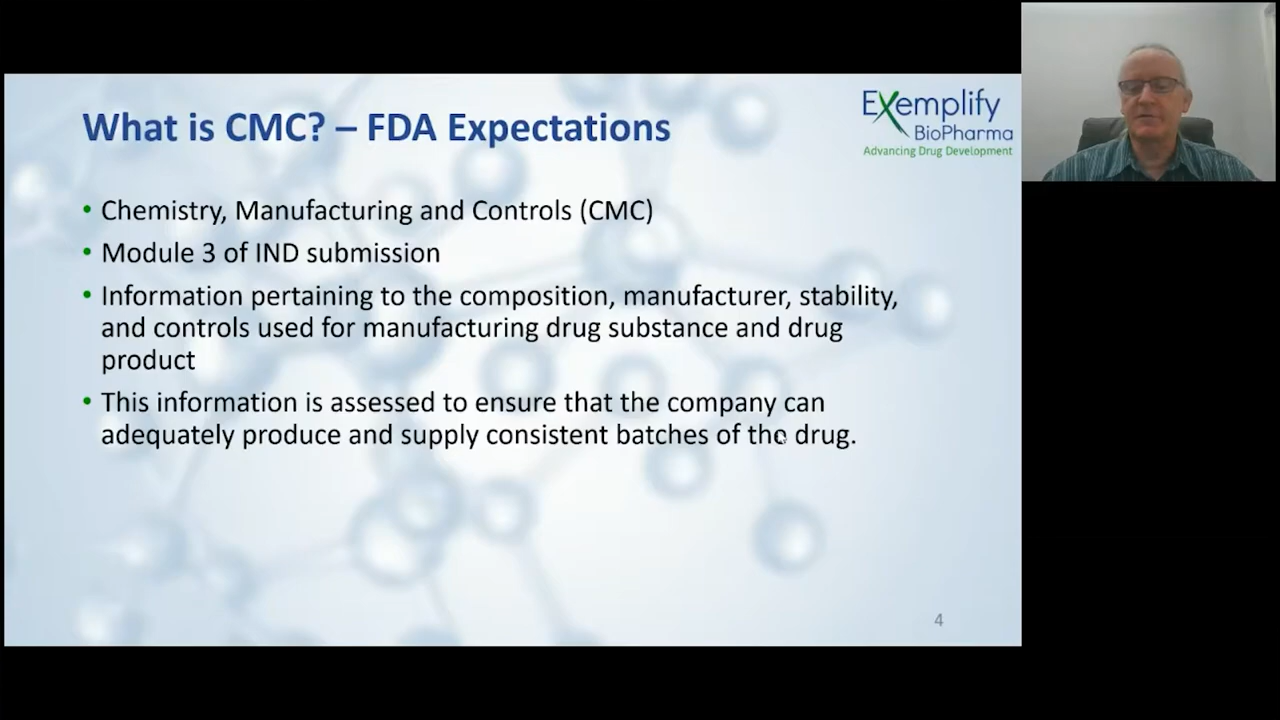 What is CMC? – FDA Expectations
Exemplify
BioPharma
Advancing Drug Development
• Chemistry, Manufacturing and Controls (CMC)
• Module 3 of IND submission
• Information pertaining to the composition, manufacturer, stability,
and controls used for manufacturing drug substance and drug
product
• This information is assessed to ensure that the company can
adequately produce and supply consistent batches of the drug.
4